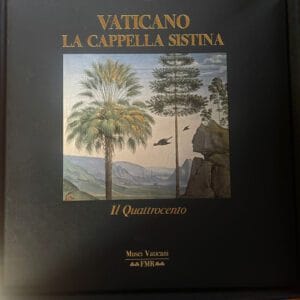 VATICANO
LA CAPPELLA SISTINA
Il Quattrocento
Musei Vaticani
FMR